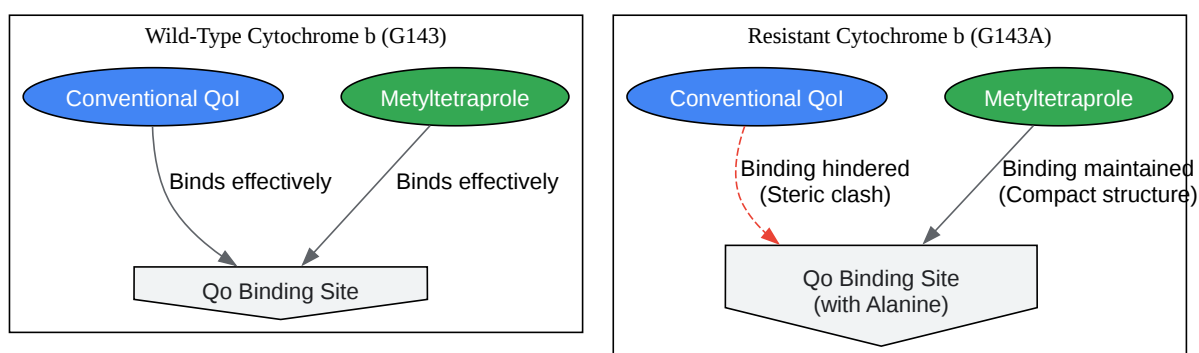 Wild-Type Cytochrome b (G143)
Conventional QoI
Metyltetraprole
Binds effectively
Binds effectively
Qo Binding Site
Resistant Cytochrome b (G143A)
Conventional QoI
Metyltetraprole
Binding hindered
(Steric clash)
Binding maintained
(Compact structure)
Qo Binding Site
(with Alanine)